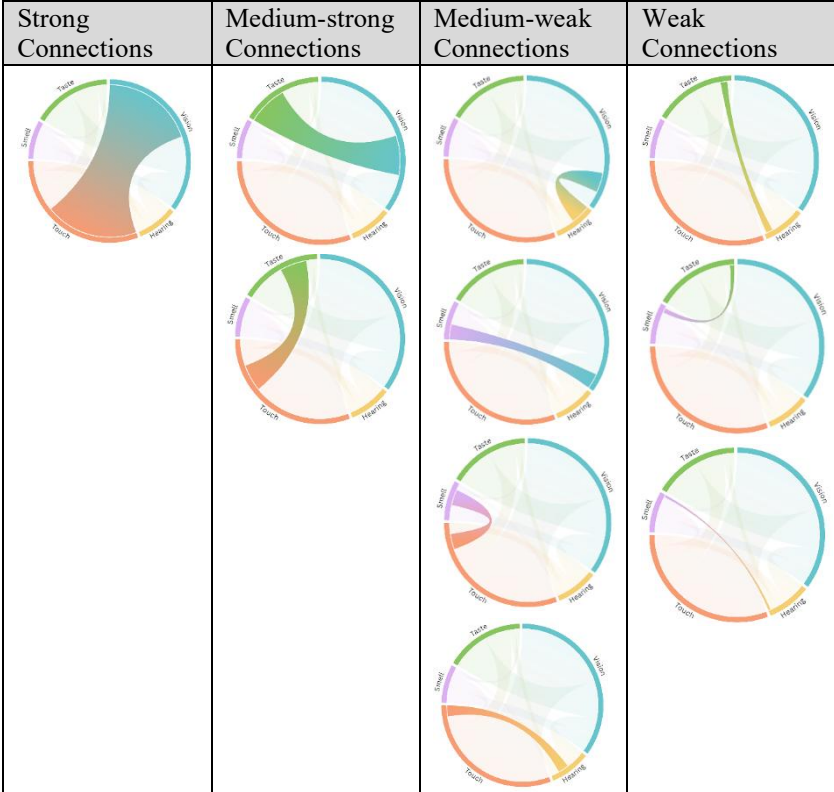 Strong
Connections
Medium-strong
Connections
Medium-weak
Connections
Weak
Connections
Taste
Vision
Smell
Touch
Hearing
Taste
Vision
Smell
Touch
Hearing
Taste
Vision
Smell
Touch
Hearing
Taste
Vision
Smell
Touch
Hearing
Taste
Vision
Smell
Touch
Hearing
Taste
Vision
Smell
Touch
Hearing
Taste
Vision
Smell
Touch
Hearing
Taste
Vision
Smell
Touch
Hearing
Taste
Vision
Smell
Touch
Hearing
Taste
Vision
Smell
Touch
Hearing